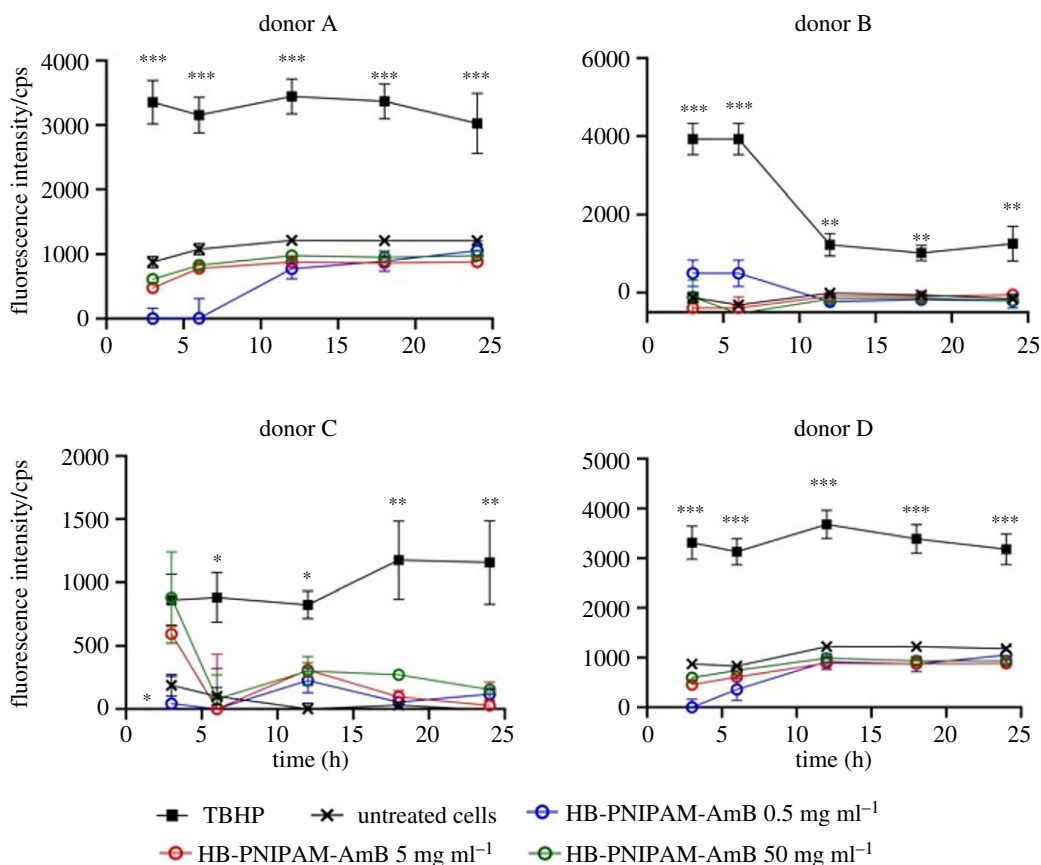 donor A
donor B
4000
3000
2000
1000
0
fluorescence intensity/cps
*** *** *** *** ***
0 5 10 15 20 25
6000
4000
2000
0
*** *** ** ** **
0 5 10 15 20 25
donor C
donor D
2000
1500
1000
500
0
fluorescence intensity/cps
* * * ** **
0 5 10 15 20 25
time (h)
5000
4000
3000
2000
1000
0
*** *** *** *** ***
0 5 10 15 20 25
time (h)
TBHP untreated cells HB-PNIPAM-AmB 0.5 mg ml⁻¹
HB-PNIPAM-AmB 5 mg ml⁻¹ HB-PNIPAM-AmB 50 mg ml⁻¹